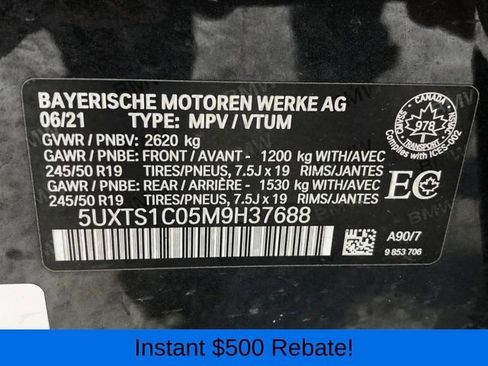 BAYERISCHE MOTOREN WERKE AG
06/21 TYPE: MPV / VTUM
GVWR / PNBV: 2620 kg
GAWR / PNBE: FRONT / AVANT - 1200 kg WITH/AVEC
245/50 R19 TIRES/PNEUS, 7.5J x 19 RIMS/JANTES
GAWR / PNBE: REAR / ARRIÈRE - 1530 kg WITH/AVEC
245/50 R19 TIRES/PNEUS, 7.5J x 19 RIMS/JANTES
5UXTS1C05M9H37688
CANADA
978
TRANSPORT
Complies with ICES-002
EC
A90/7
9 853 706
Instant $500 Rebate!